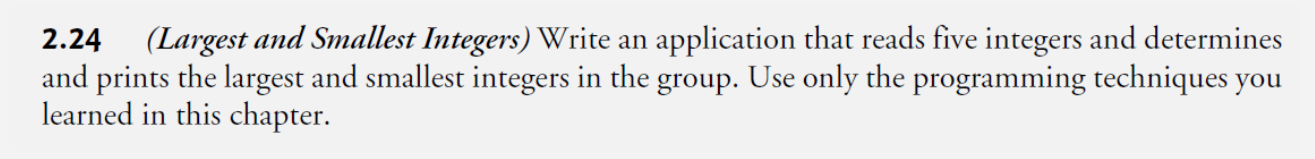 2.24 (Largest and Smallest Integers) Write an application that reads five integers and determines
and prints the largest and smallest integers in the group. Use only the programming techniques you
learned in this chapter.